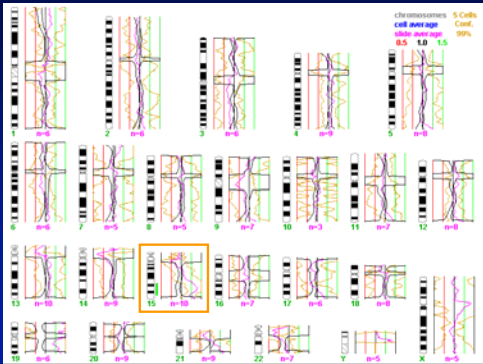 chromosomes 5 Cells
cell average Conf.
slide average 99%
0.5 1.0 1.5
1 n=6
2 n=6
3 n=6
4 n=9
5 n=8
6 n=6
7 n=5
8 n=5
9 n=7
10 n=3
11 n=7
12 n=8
13 n=10
14 n=9
15 n=10
16 n=7
17 n=6
18 n=8
19 n=6
20 n=9
21 n=9
22 n=7
Y n=5
X n=5